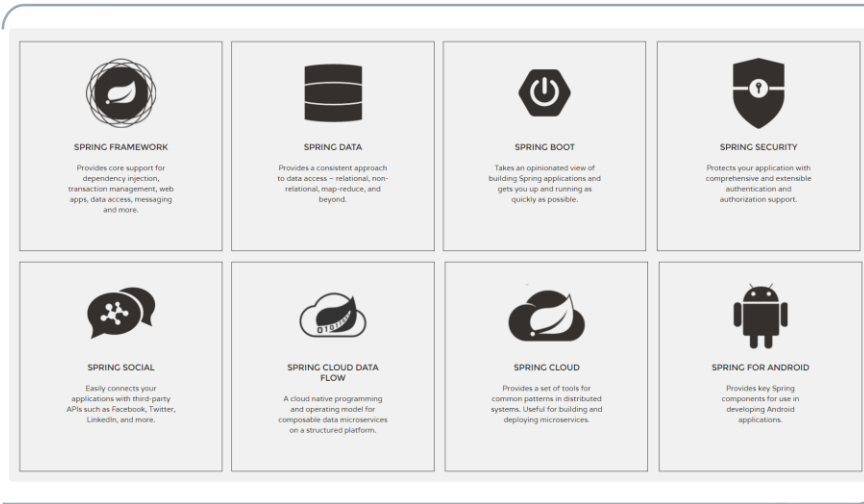 SPRING FRAMEWORK
Provides core support for
dependency injection,
transaction management, web
apps, data access, messaging
and more.
SPRING DATA
Provides a consistent approach
to data access – relational, non-
relational, map-reduce, and
beyond.
SPRING BOOT
Takes an opinionated view of
building Spring applications and
gets you up and running as
quickly as possible.
SPRING SECURITY
Protects your application with
comprehensive and extensible
authentication and
authorization support.
SPRING SOCIAL
Easily connects your
applications with third-party
APIs such as Facebook, Twitter,
LinkedIn, and more.
010
SPRING CLOUD DATA
FLOW
A cloud native programming
and operating model for
composable data microservices
on a structured platform.
SPRING CLOUD
Provides a set of tools for
common patterns in distributed
systems. Useful for building and
deploying microservices.
SPRING FOR ANDROID
Provides key Spring
components for use in
developing Android
applications.